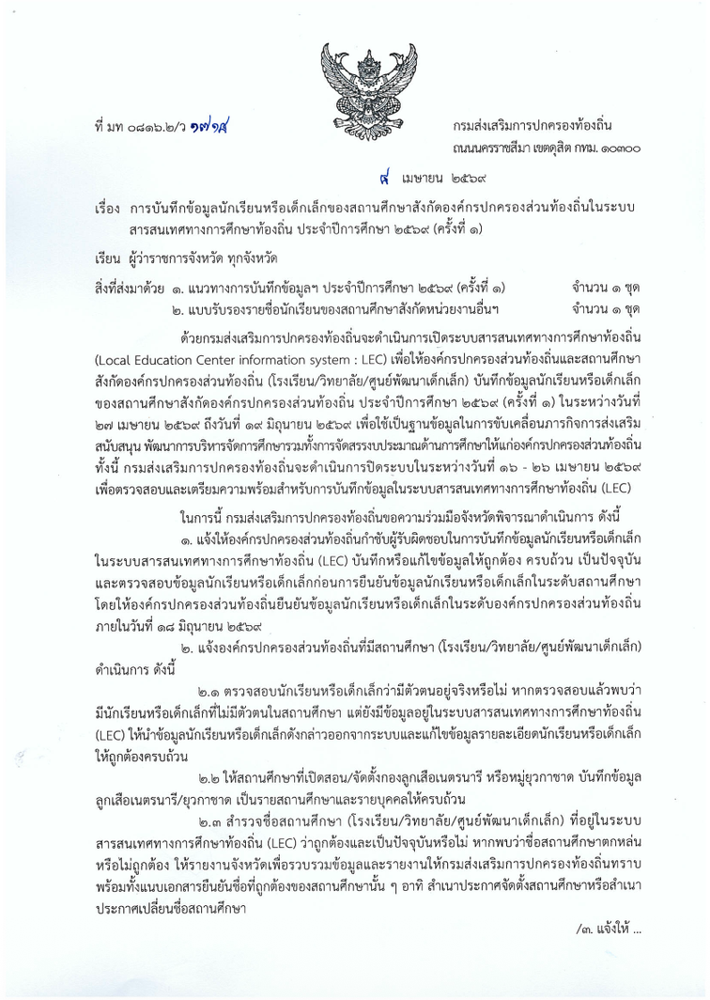 ที่ มท ๐๘๑๖.๒/ว ๑๗๑๘
กรมส่งเสริมการปกครองท้องถิ่น
ถนนนครราชสีมา เขตดุสิต กทม. ๑๐๓๐๐
๘ เมษายน ๒๕๖๙
เรื่อง การบันทึกข้อมูลนักเรียนหรือเด็กเล็กของสถานศึกษาสังกัดองค์กรปกครองส่วนท้องถิ่นในระบบ
สารสนเทศทางการศึกษาท้องถิ่น ประจำปีการศึกษา ๒๕๖๙ (ครั้งที่ ๑)
เรียน ผู้ว่าราชการจังหวัด ทุกจังหวัด
สิ่งที่ส่งมาด้วย ๑. แนวทางการบันทึกข้อมูลฯ ประจำปีการศึกษา ๒๕๖๙ (ครั้งที่ ๑) จำนวน ๑ ชุด
๒. แบบรับรองรายชื่อนักเรียนของสถานศึกษาสังกัดหน่วยงานอื่นฯ จำนวน ๑ ชุด
ด้วยกรมส่งเสริมการปกครองท้องถิ่นจะดำเนินการเปิดระบบสารสนเทศทางการศึกษาท้องถิ่น
(Local Education Center information system : LEC) เพื่อให้องค์กรปกครองส่วนท้องถิ่นและสถานศึกษา
สังกัดองค์กรปกครองส่วนท้องถิ่น (โรงเรียน/วิทยาลัย/ศูนย์พัฒนาเด็กเล็ก) บันทึกข้อมูลนักเรียนหรือเด็กเล็ก
ของสถานศึกษาสังกัดองค์กรปกครองส่วนท้องถิ่น ประจำปีการศึกษา ๒๕๖๙ (ครั้งที่ ๑) ในระหว่างวันที่
๒๗ เมษายน ๒๕๖๙ ถึงวันที่ ๑๙ มิถุนายน ๒๕๖๙ เพื่อใช้เป็นฐานข้อมูลในการขับเคลื่อนภารกิจการส่งเสริม
สนับสนุน พัฒนาการบริหารจัดการศึกษารวมทั้งการจัดสรรงบประมาณด้านการศึกษาให้แก่องค์กรปกครองส่วนท้องถิ่น
ทั้งนี้ กรมส่งเสริมการปกครองท้องถิ่นจะดำเนินการปิดระบบในระหว่างวันที่ ๑๖ - ๒๖ เมษายน ๒๕๖๙
เพื่อตรวจสอบและเตรียมความพร้อมสำหรับการบันทึกข้อมูลในระบบสารสนเทศทางการศึกษาท้องถิ่น (LEC)
ในการนี้ กรมส่งเสริมการปกครองท้องถิ่นขอความร่วมมือจังหวัดพิจารณาดำเนินการ ดังนี้
๑. แจ้งให้องค์กรปกครองส่วนท้องถิ่นกำชับผู้รับผิดชอบในการบันทึกข้อมูลนักเรียนหรือเด็กเล็ก
ในระบบสารสนเทศทางการศึกษาท้องถิ่น (LEC) บันทึกหรือแก้ไขข้อมูลให้ถูกต้อง ครบถ้วน เป็นปัจจุบัน
และตรวจสอบข้อมูลนักเรียนหรือเด็กเล็กก่อนการยืนยันข้อมูลนักเรียนหรือเด็กเล็กในระดับสถานศึกษา
โดยให้องค์กรปกครองส่วนท้องถิ่นยืนยันข้อมูลนักเรียนหรือเด็กเล็กในระดับองค์กรปกครองส่วนท้องถิ่น
ภายในวันที่ ๑๘ มิถุนายน ๒๕๖๙
๒. แจ้งองค์กรปกครองส่วนท้องถิ่นที่มีสถานศึกษา (โรงเรียน/วิทยาลัย/ศูนย์พัฒนาเด็กเล็ก)
ดำเนินการ ดังนี้
๒.๑ ตรวจสอบนักเรียนหรือเด็กเล็กว่ามีตัวตนอยู่จริงหรือไม่ หากตรวจสอบแล้วพบว่า
มีนักเรียนหรือเด็กเล็กที่ไม่มีตัวตนในสถานศึกษา แต่ยังมีข้อมูลอยู่ในระบบสารสนเทศทางการศึกษาท้องถิ่น
(LEC) ให้นำข้อมูลนักเรียนหรือเด็กเล็กดังกล่าวออกจากระบบและแก้ไขข้อมูลรายละเอียดนักเรียนหรือเด็กเล็ก
ให้ถูกต้องครบถ้วน
๒.๒ ให้สถานศึกษาที่เปิดสอน/จัดตั้งกองลูกเสือเนตรนารี หรือหมู่ยุวกาชาด บันทึกข้อมูล
ลูกเสือเนตรนารี/ยุวกาชาด เป็นรายสถานศึกษาและรายบุคคลให้ครบถ้วน
๒.๓ สำรวจชื่อสถานศึกษา (โรงเรียน/วิทยาลัย/ศูนย์พัฒนาเด็กเล็ก) ที่อยู่ในระบบ
สารสนเทศทางการศึกษาท้องถิ่น (LEC) ว่าถูกต้องและเป็นปัจจุบันหรือไม่ หากพบว่าชื่อสถานศึกษาตกหล่น
หรือไม่ถูกต้อง ให้รายงานจังหวัดเพื่อรวบรวมข้อมูลและรายงานให้กรมส่งเสริมการปกครองท้องถิ่นทราบ
พร้อมทั้งแนบเอกสารยืนยันชื่อที่ถูกต้องของสถานศึกษานั้น ๆ อาทิ สำเนาประกาศจัดตั้งสถานศึกษาหรือสำเนา
ประกาศเปลี่ยนชื่อสถานศึกษา
/๓. แจ้งให้ ...